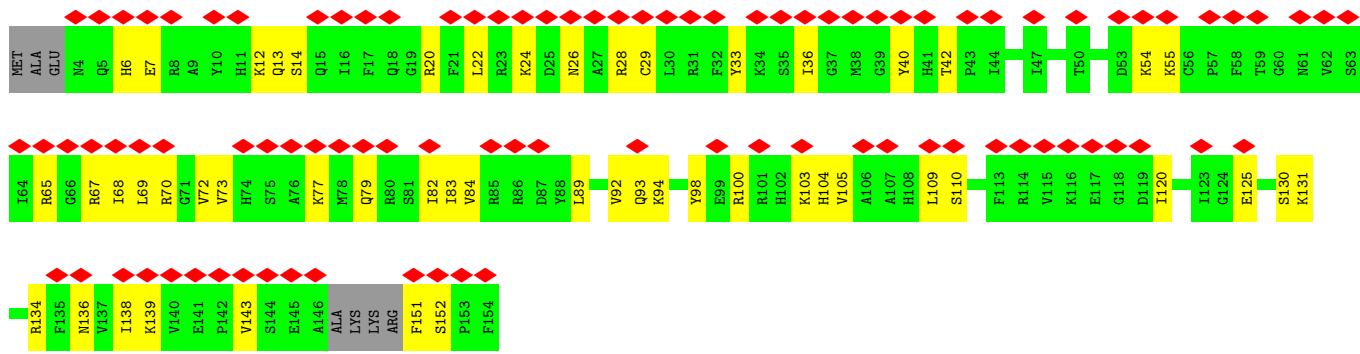 MET ALA GLU N4 Q5 H6 E7 R8 A9 Y10 H11 K12 Q13 S14 Q15 I16 F17 Q18 G19 R20 F21 L22 R23 K24 D25 N26 A27 R28 C29 L30 R31 F32 Y33 K34 S35 I36 G37 M38 G39 Y40 H41 T42 P43 I44 I47 T50 D53 K54 K55 C56 P57 F58 T59 G60 N61 V62 S63
I64 R65 G66 R67 I68 L69 R70 G71 V72 V73 H74 S75 A76 K77 M78 Q79 R80 S81 I82 I83 V84 R85 R86 D87 Y88 L89 V92 Q93 K94 Y98 E99 R100 R101 H102 K103 H104 V105 A106 A107 H108 L109 S110 F113 R114 V115 K116 E117 G118 D119 I120 I123 G124 E125 S130 K131
R134 F135 N136 V137 I138 K139 V140 E141 P142 V143 S144 E145 A146 ALA LYS LYS ARG F151 S152 P153 F154